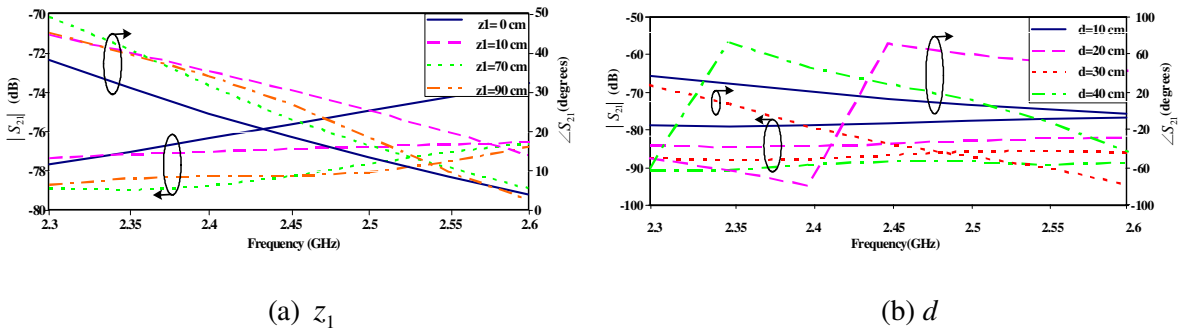 -70
-72
-74
-76
-78
-80
|S21| (dB)
2.3
2.35
2.4
2.45
2.5
2.55
2.6
Frequency (GHz)
50
40
30
20
10
0
∠S21(degrees)
z1= 0 cm
z1=10 cm
z1=70 cm
z1=90 cm
(a) z1
-50
-60
-70
-80
-90
-100
|S21| (dB)
2.3
2.35
2.4
2.45
2.5
2.55
2.6
Frequency(GHz)
100
60
20
-20
-60
-100
∠S21(degrees)
d=10 cm
d=20 cm
d=30 cm
d=40 cm
(b) d